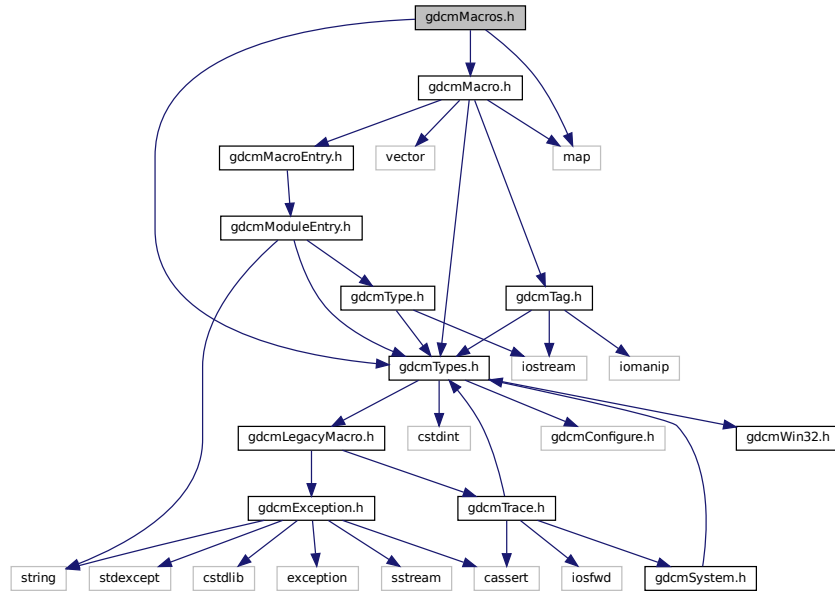 gdcmMacros.h
gdcmMacro.h
gdcmMacroEntry.h
vector
map
gdcmModuleEntry.h
gdcmType.h
gdcmTag.h
gdcmTypes.h
iostream
iomanip
gdcmLegacyMacro.h
cstdint
gdcmConfigure.h
gdcmWin32.h
gdcmException.h
gdcmTrace.h
string
stdexcept
cstdlib
exception
sstream
cassert
iosfwd
gdcmSystem.h